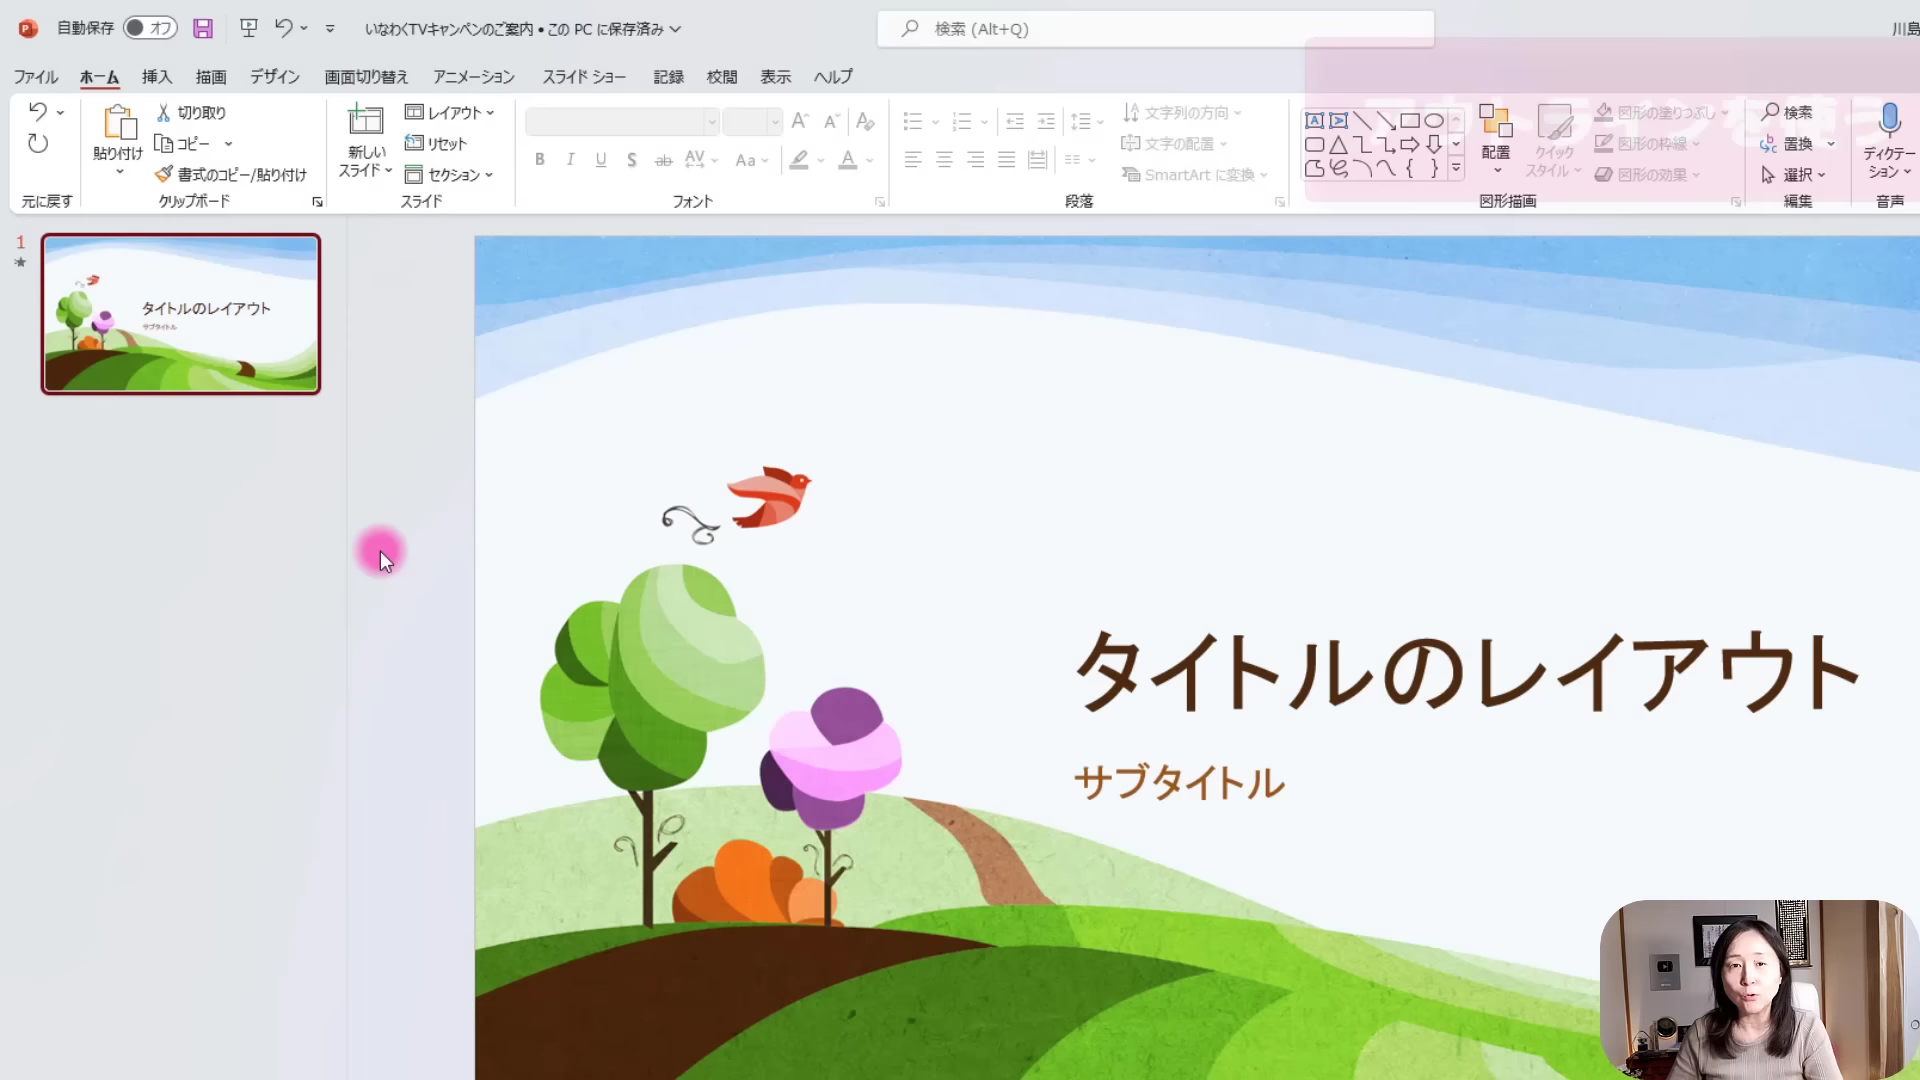 自動保存 オフ いなわくTVキャンペンのご案内 • この PC に保存済み 検索 (Alt+Q) 川島
ファイル ホーム 挿入 描画 デザイン 画面切り替え アニメーション スライド ショー 記録 校閲 表示 ヘルプ
貼り付け
切り取り
コピー
書式のコピー/貼り付け
新しい
スライド
レイアウト
リセット
セクション
B I U S ab AV Aa A
文字列の方向
文字の配置
SmartArt に変換
配置
クイック
スタイル
図形の塗りつぶし
図形の枠線
図形の効果
検索
置換
選択
ディクテー
ション
元に戻す クリップボード スライド フォント 段落 図形描画 編集 音声
1
タイトルのレイアウト
サブタイトル
タイトルのレイアウト
サブタイトル